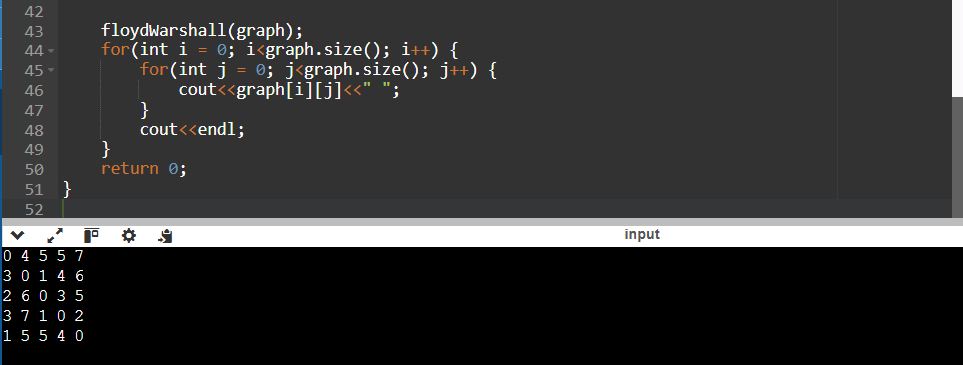 42
43 floydWarshall(graph);
44 for(int i = 0; i<graph.size(); i++) {
45 for(int j = 0; j<graph.size(); j++) {
46 cout<<graph[i][j]<<" ";
47 }
48 cout<<endl;
49 }
50 return 0;
51 }
52
input
0 4 5 5 7
3 0 1 4 6
2 6 0 3 5
3 7 1 0 2
1 5 5 4 0